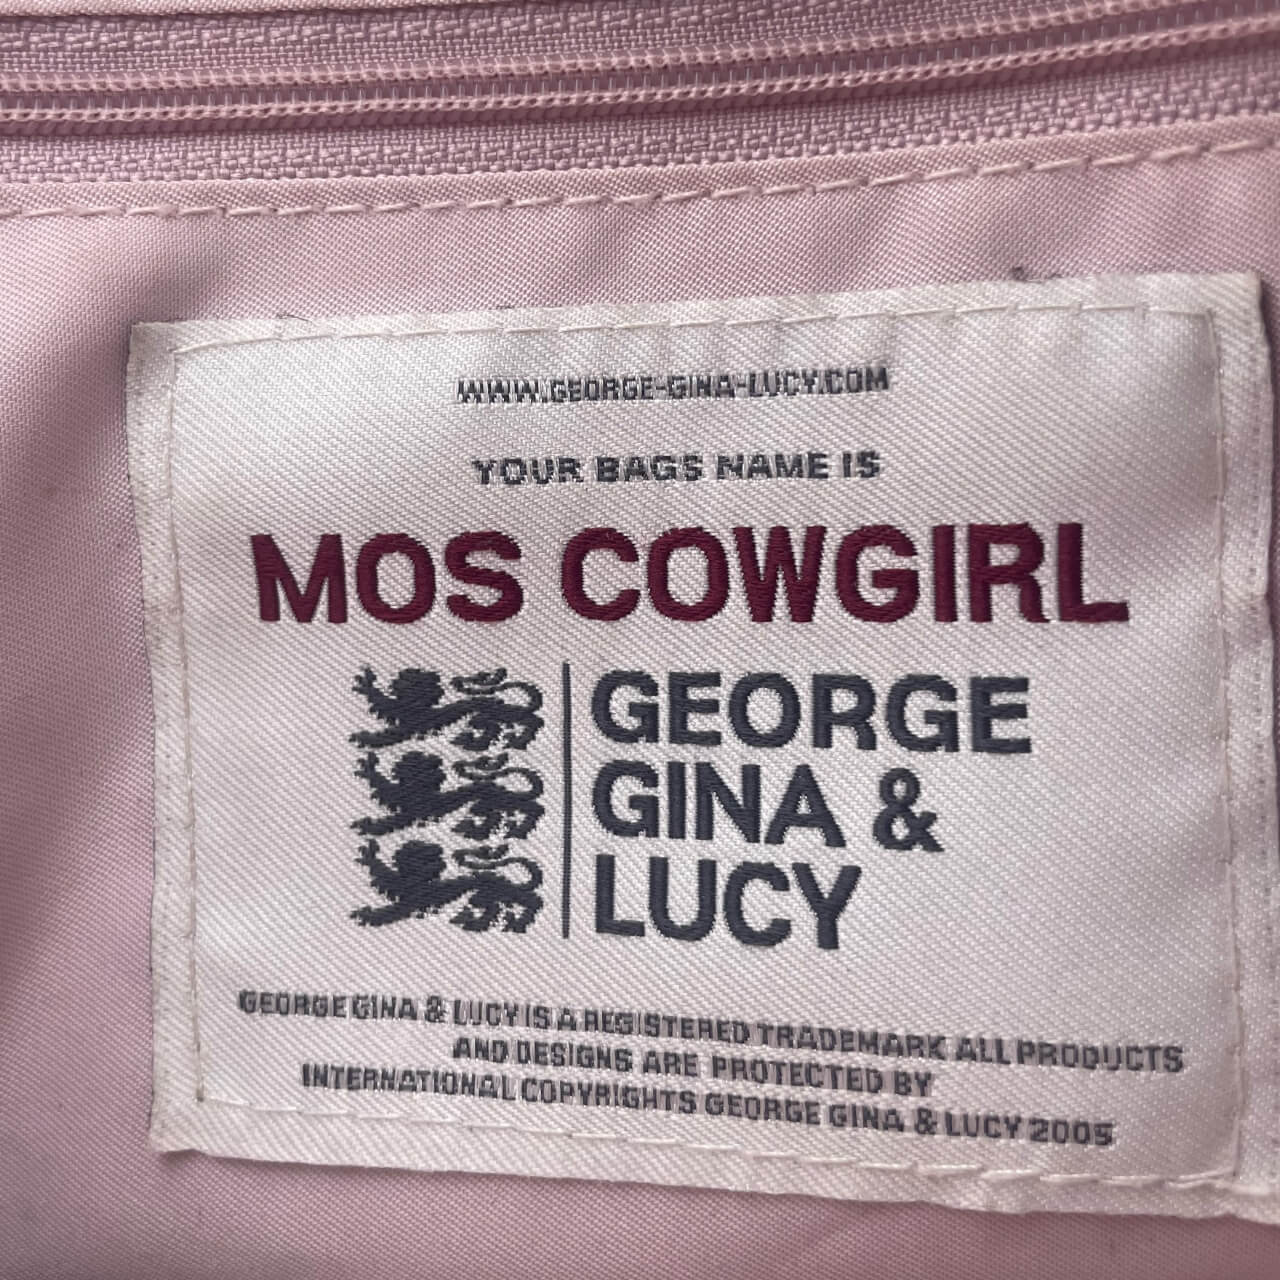 WWW.GEORGE-GINA-LUCY.COM
YOUR BAGS NAME IS
MOS COWGIRL
GEORGE
GINA &
LUCY
GEORGE GINA & LUCY IS A REGISTERED TRADEMARK ALL PRODUCTS
AND DESIGNS ARE PROTECTED BY
INTERNATIONAL COPYRIGHTS GEORGE GINA & LUCY 2005